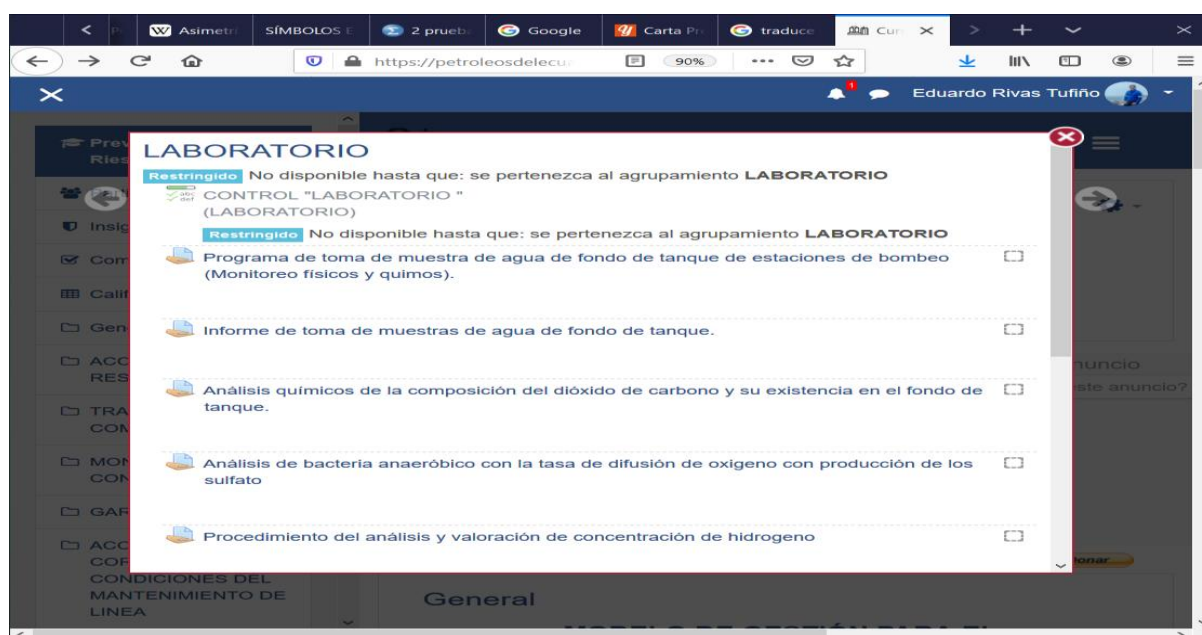 Asimetrí
SÍMBOLOS E
2 prueb
Google
Carta Pr
traduce
Cur
https://petroleosdelecu
90%
1
Eduardo Rivas Tufiño
Prev
Ries
LABORATORIO
Restringido No disponible hasta que: se pertenezca al agrupamiento LABORATORIO
CONTROL "LABORATORIO "
(LABORATORIO)
Restringido No disponible hasta que: se pertenezca al agrupamiento LABORATORIO
Insig
Com
Calif
Gen
ACC
RES
TRA
COM
MON
CON
GAR
ACC
COR
CONDICIONES DEL
MANTENIMIENTO DE
LINEA
Programa de toma de muestra de agua de fondo de tanque de estaciones de bombeo
(Monitoreo físicos y quimos).
Informe de toma de muestras de agua de fondo de tanque.
Análisis químicos de la composición del dióxido de carbono y su existencia en el fondo de
tanque.
Análisis de bactería anaeróbico con la tasa de difusión de oxigeno con producción de los
sulfato
Procedimiento del análisis y valoración de concentración de hidrogeno
nuncio
ste anuncio?
ionar
General